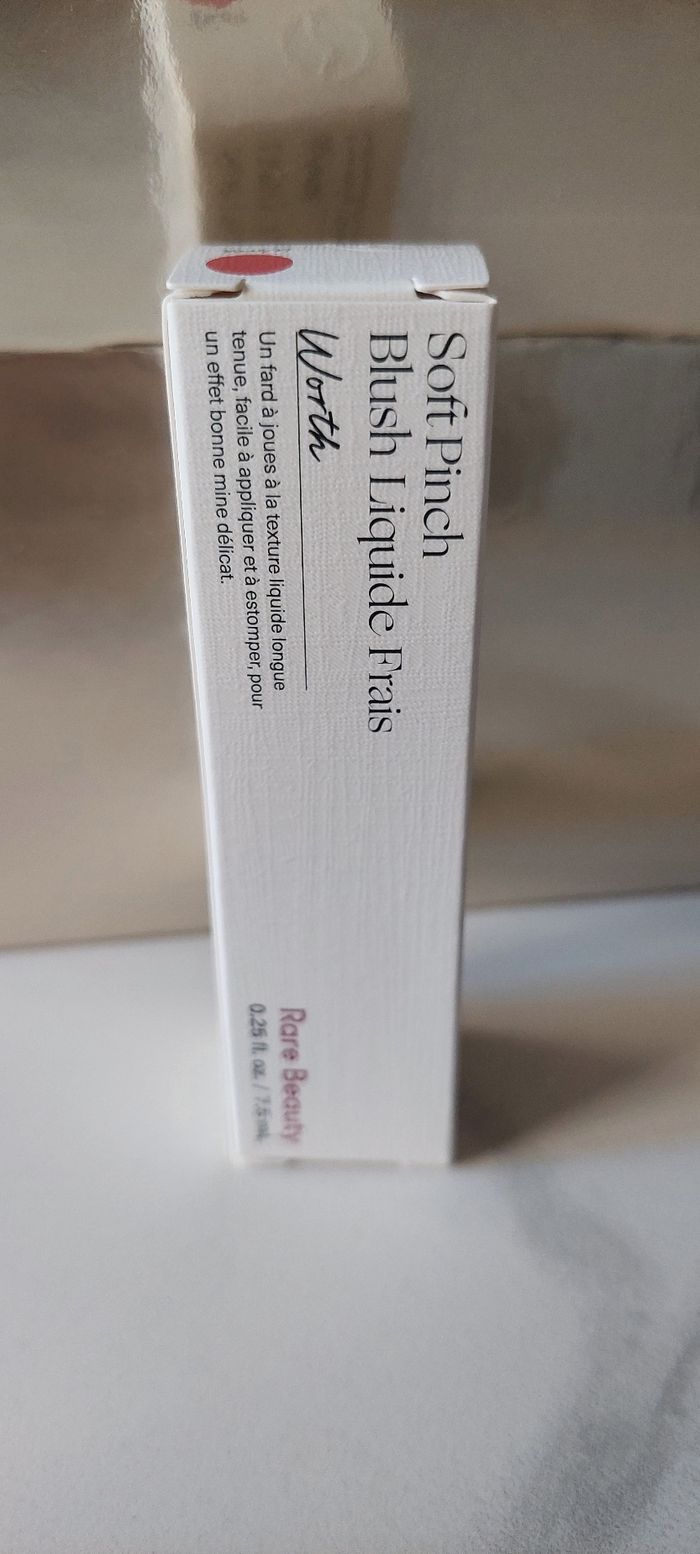 Soft Pinch
Blush Liquide Frais
Worth
Un fard à joues à la texture liquide longue
tenue, facile à appliquer et à estomper, pour
un effet bonne mine délicat.
Rare Beauty
0.25 fl. oz. / 7.5 mL